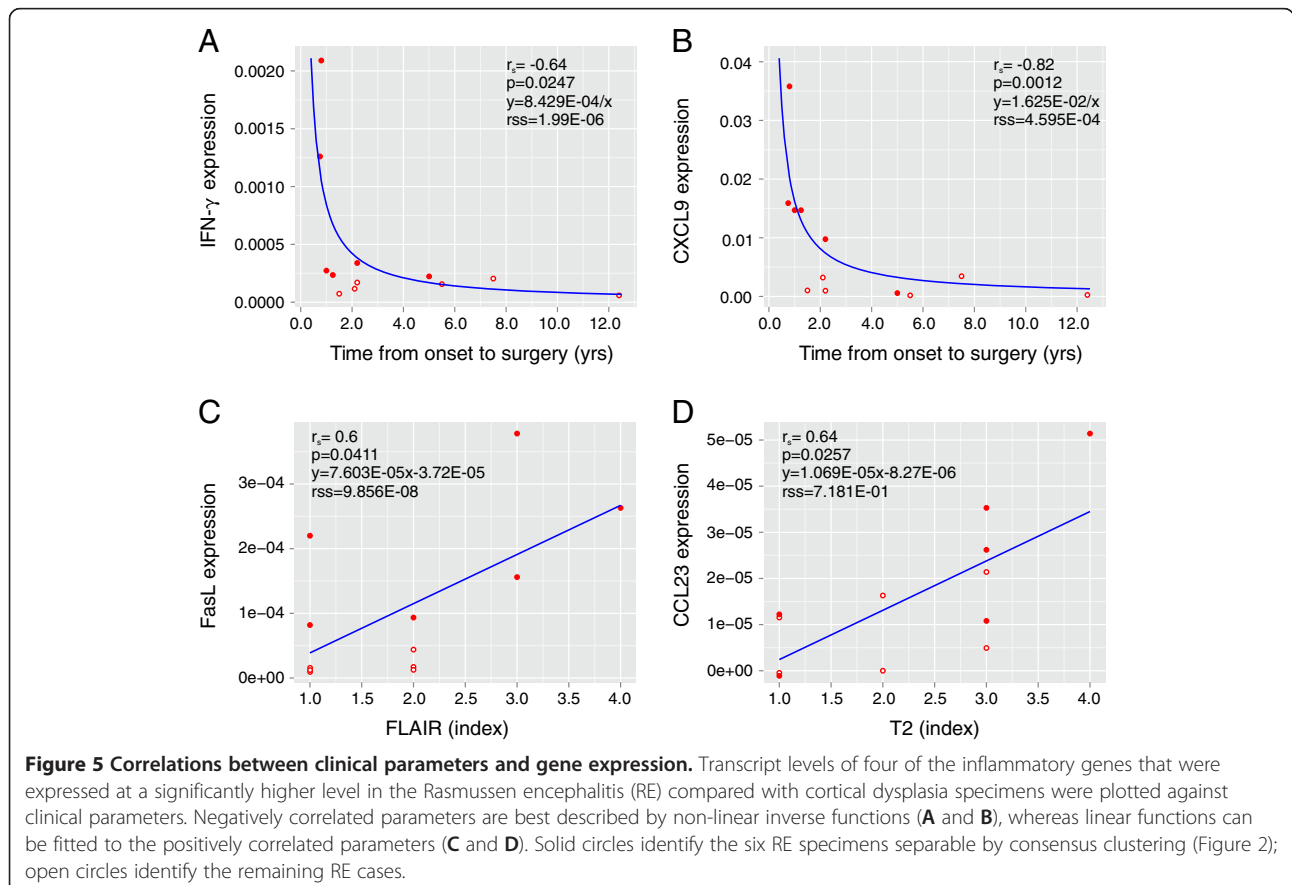 A
r_s= -0.64
p=0.0247
y=8.429E-04/x
rss=1.99E-06
IFN-γ expression
0.0020
0.0015
0.0010
0.0005
0.0000
0.0 2.0 4.0 6.0 8.0 10.0 12.0
Time from onset to surgery (yrs)
B
r_s= -0.82
p=0.0012
y=1.625E-02/x
rss=4.595E-04
CXCL9 expression
0.04
0.03
0.02
0.01
0.00
0.0 2.0 4.0 6.0 8.0 10.0 12.0
Time from onset to surgery (yrs)
C
r_s= 0.6
p=0.0411
y=7.603E-05x-3.72E-05
rss=9.856E-08
FasL expression
3e−04
2e−04
1e−04
0e+00
1.0 1.5 2.0 2.5 3.0 3.5 4.0
FLAIR (index)
D
r_s= 0.64
p=0.0257
y=1.069E-05x-8.27E-06
rss=7.181E-01
CCL23 expression
5e−05
4e−05
3e−05
2e−05
1e−05
0e+00
1.0 1.5 2.0 2.5 3.0 3.5 4.0
T2 (index)
Figure 5 Correlations between clinical parameters and gene expression. Transcript levels of four of the inflammatory genes that were
expressed at a significantly higher level in the Rasmussen encephalitis (RE) compared with cortical dysplasia specimens were plotted against
clinical parameters. Negatively correlated parameters are best described by non-linear inverse functions (A and B), whereas linear functions can
be fitted to the positively correlated parameters (C and D). Solid circles identify the six RE specimens separable by consensus clustering (Figure 2);
open circles identify the remaining RE cases.